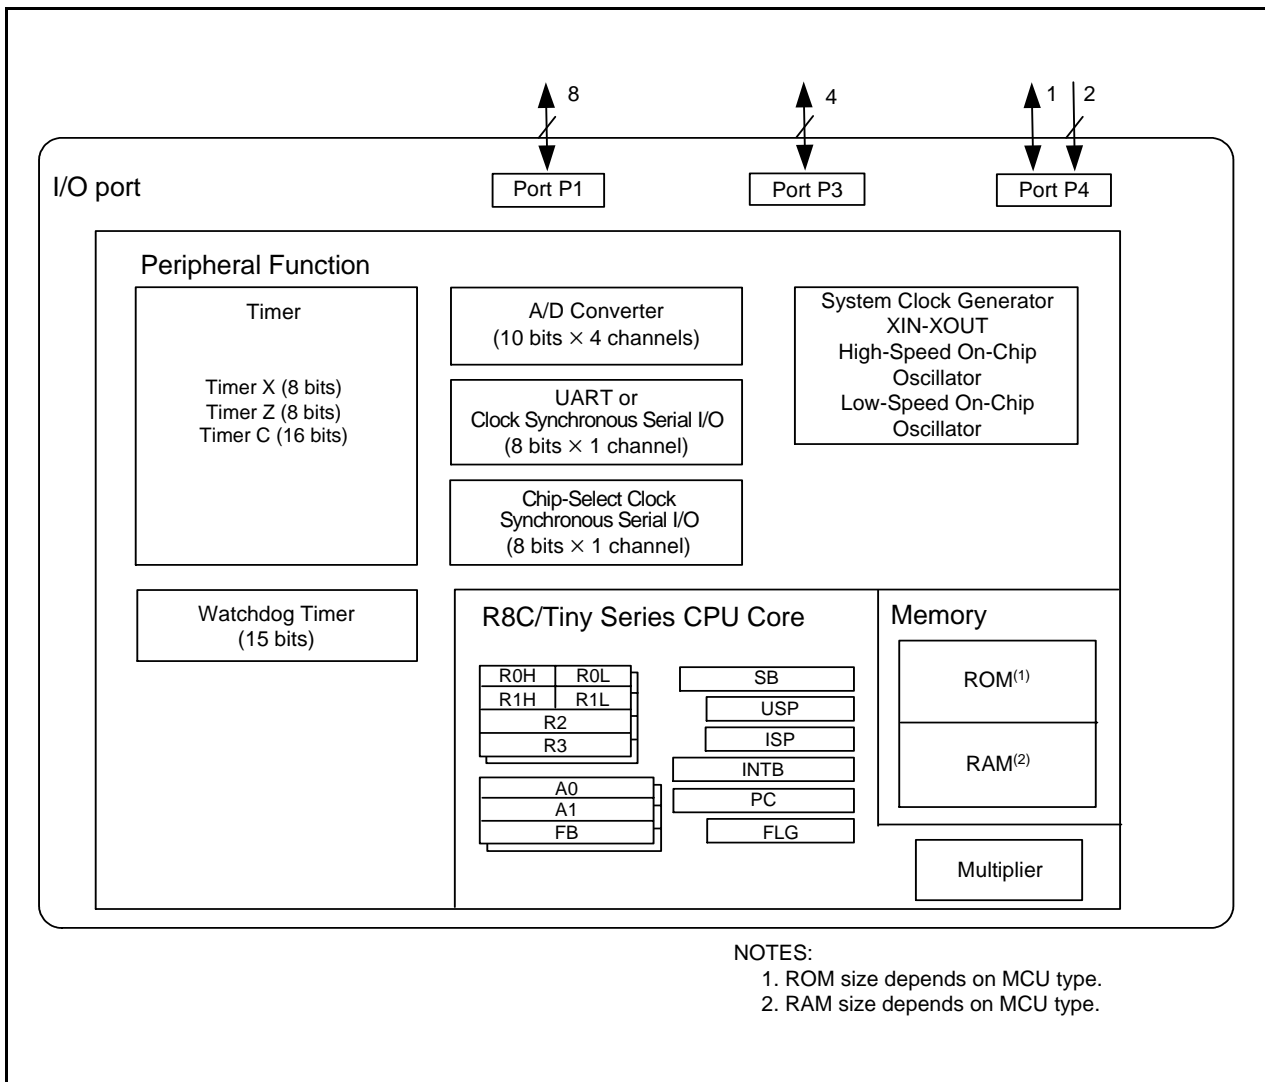 8
4
1
2
I/O port
Port P1
Port P3
Port P4
Peripheral Function
Timer
Timer X (8 bits)
Timer Z (8 bits)
Timer C (16 bits)
A/D Converter
(10 bits × 4 channels)
UART or
Clock Synchronous Serial I/O
(8 bits × 1 channel)
Chip-Select Clock
Synchronous Serial I/O
(8 bits × 1 channel)
System Clock Generator
XIN-XOUT
High-Speed On-Chip
Oscillator
Low-Speed On-Chip
Oscillator
Watchdog Timer
(15 bits)
R8C/Tiny Series CPU Core
R0H
R0L
R1H
R1L
R2
R3
A0
A1
FB
SB
USP
ISP
INTB
PC
FLG
Memory
ROM(1)
RAM(2)
Multiplier
NOTES:
1. ROM size depends on MCU type.
2. RAM size depends on MCU type.